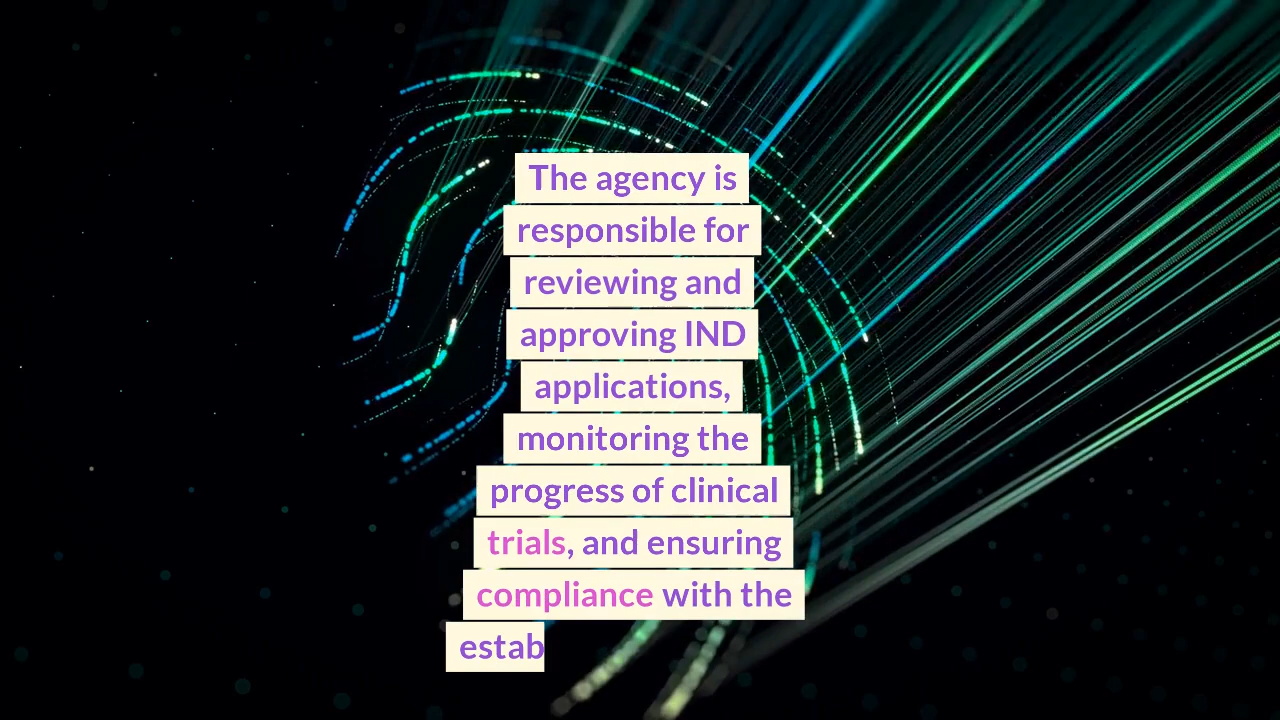 The agency is
responsible for
reviewing and
approving IND
applications,
monitoring the
progress of clinical
trials, and ensuring
compliance with the
estab